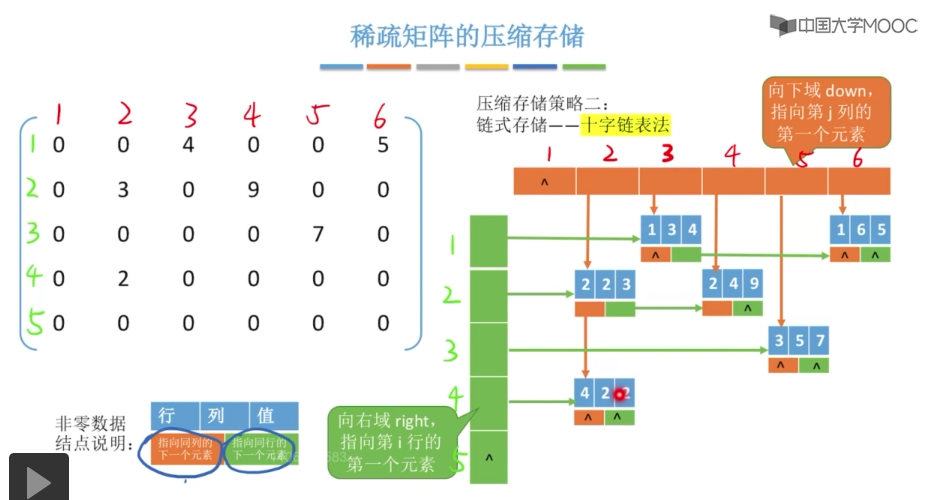 稀疏矩阵的压缩存储
中国大学MOOC
1 2 3 4 5 6
1 0 0 4 0 0 5
2 0 3 0 9 0 0
3 0 0 0 0 7 0
4 0 2 0 0 0 0
5 0 0 0 0 0 0
压缩存储策略二：
链式存储——十字链表法
向下域 down，
指向第 j 列的
第一个元素
1 2 3 4 5 6
^
1
1 3 4
^
1 6 5
^ ^
2
2 2 3
2 4 9
^
3
3 5 7
^ ^
4
4 2 2
^ ^
5
^
向右域 right，
指向第 i 行的
第一个元素
非零数据
结点说明：
行 列 值
指向同列的
下一个元素
指向同行的
下一个元素